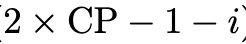 (2 × CP − 1 − i)